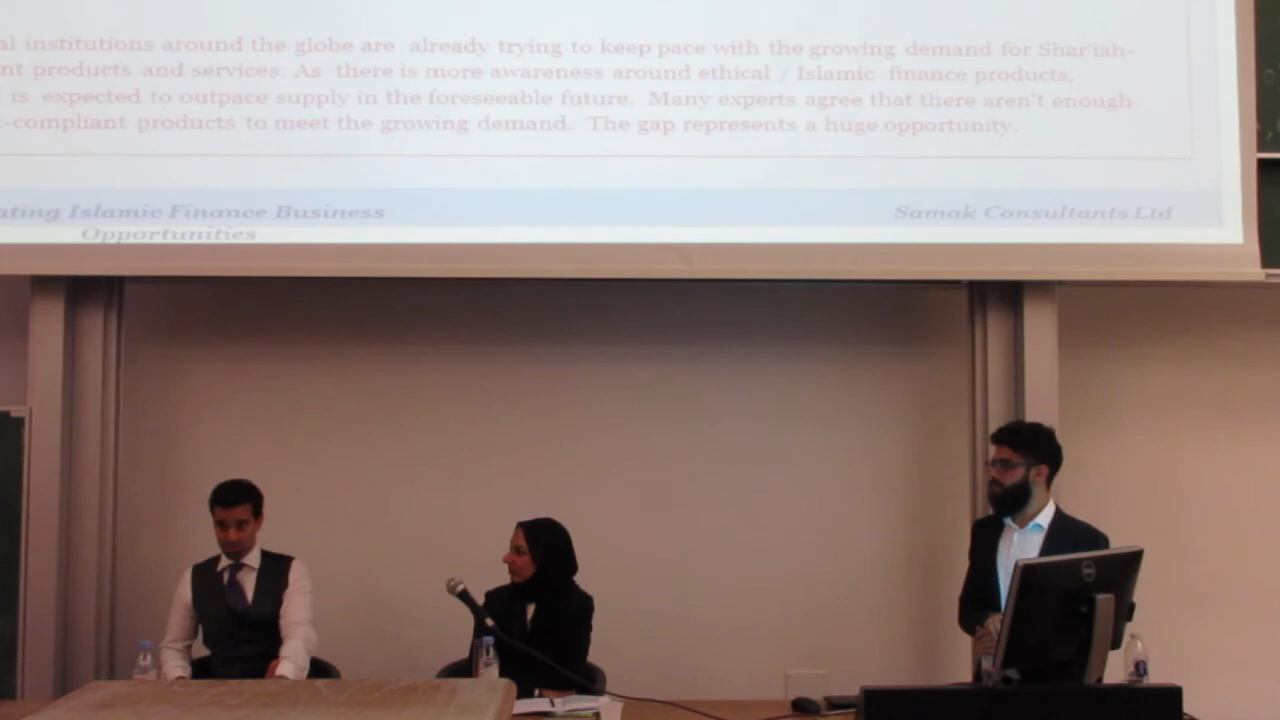 al institutions around the globe are already trying to keep pace with the growing demand for Shar'iah-
nt products and services. As there is more awareness around ethical / Islamic finance products,
is expected to outpace supply in the foreseeable future. Many experts agree that there aren't enough
-compliant products to meet the growing demand. The gap represents a huge opportunity.
ating Islamic Finance Business
Opportunities
Samak Consultants Ltd
DELL